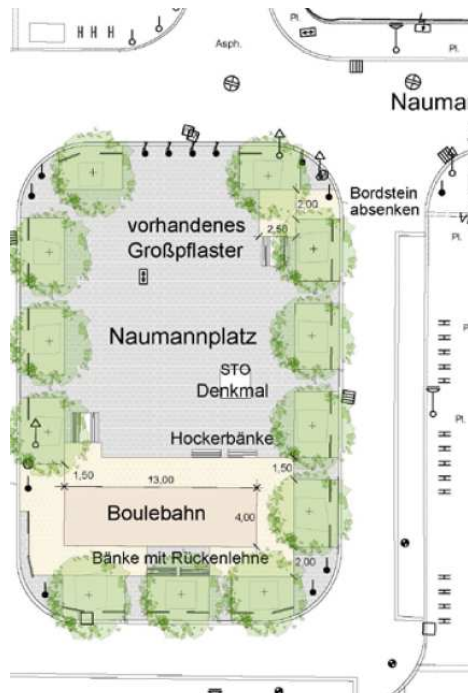 Pl.
Asph.
Pl.
Pl.
Nauma
Bordstein
absenken
2,00
vorhandenes
Großpflaster
2,50
Pl.
Naumannplatz
STO
Denkmal
Hockerbänke
1,50
13,00
1,50
Boulebahn
4,00
Bänke mit Rückenlehne
2,00
Pl.